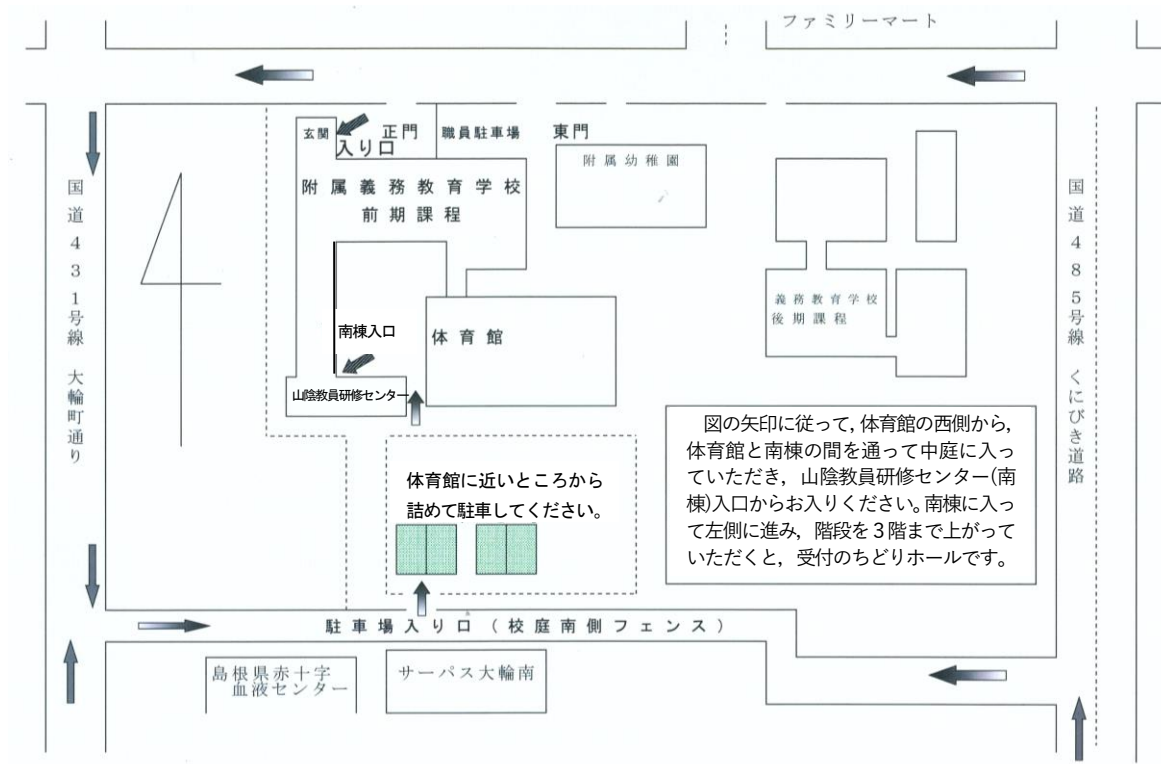 ファミリーマート
玄関
正門
職員駐車場
東門
入り口
附属幼稚園
附属義務教育学校
前期課程
国道431号線 大輪町通り
国道485号線 くにびき道路
義務教育学校
後期課程
南棟入口
体育館
山陰教員研修センター
図の矢印に従って,体育館の西側から,
体育館と南棟の間を通って中庭に入っ
ていただき, 山陰教員研修センター(南
棟)入口からお入りください。南棟に入っ
て左側に進み, 階段を3階まで上がって
いただくと, 受付のちどりホールです。
体育館に近いところから
詰めて駐車してください。
駐車場入り口(校庭南側フェンス)
島根県赤十字
血液センター
サーパス大輪南